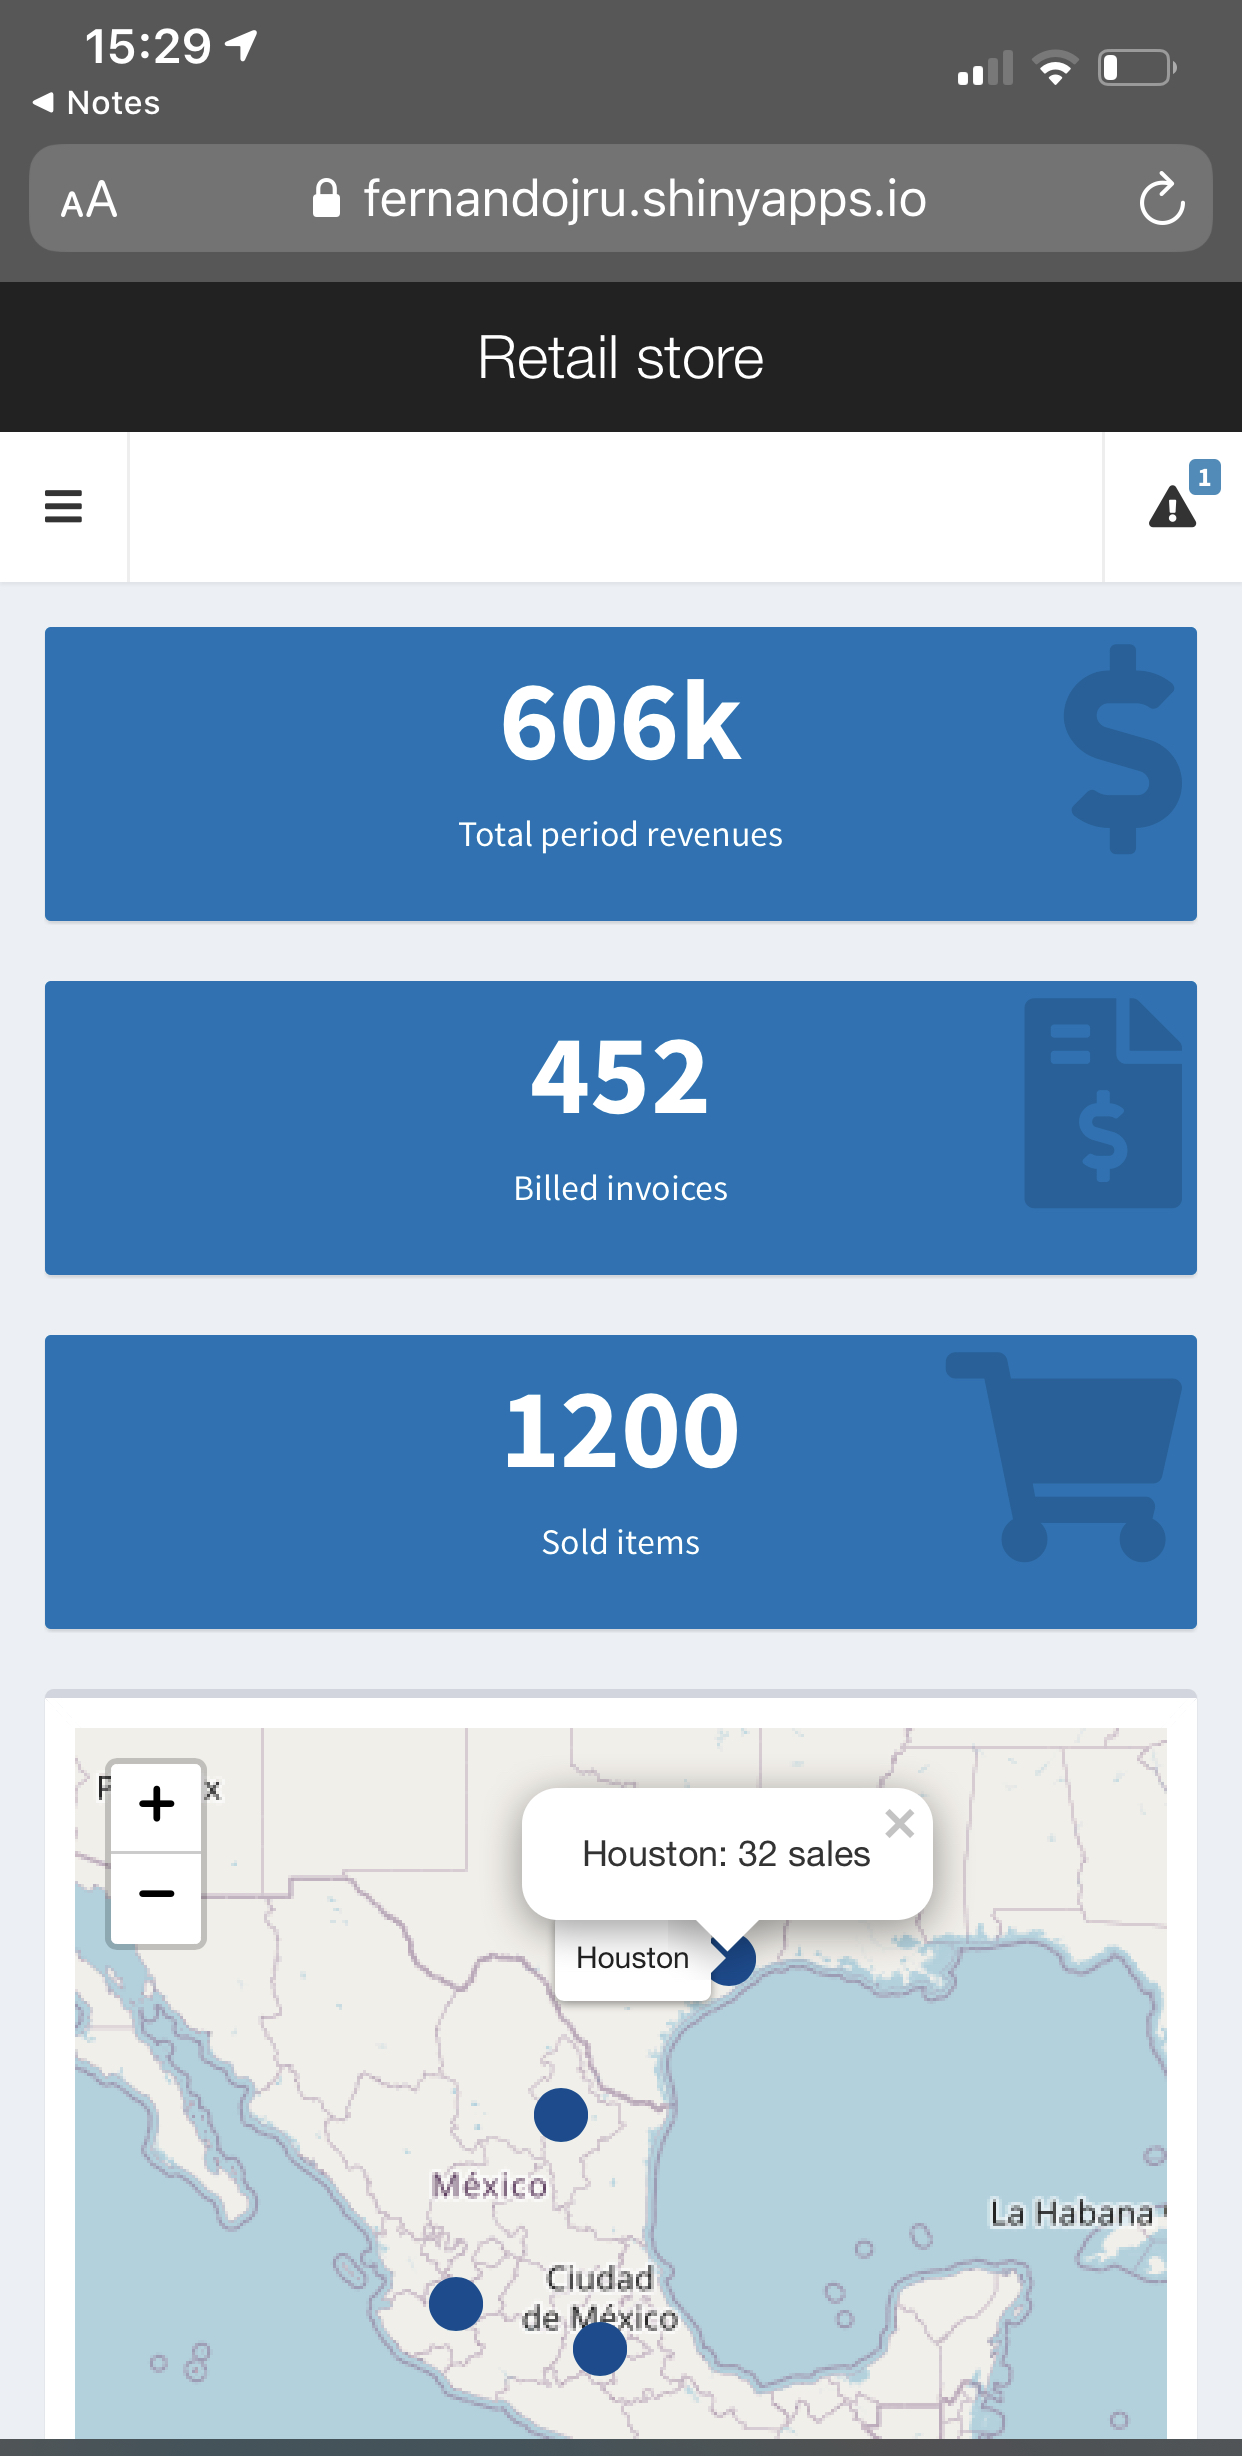 15:29
Notes
AA
fernandojru.shinyapps.io
Retail store
1
606k
Total period revenues
452
Billed invoices
1200
Sold items
+
−
Houston: 32 sales
×
Houston
México
La Habana
Ciudad
de México